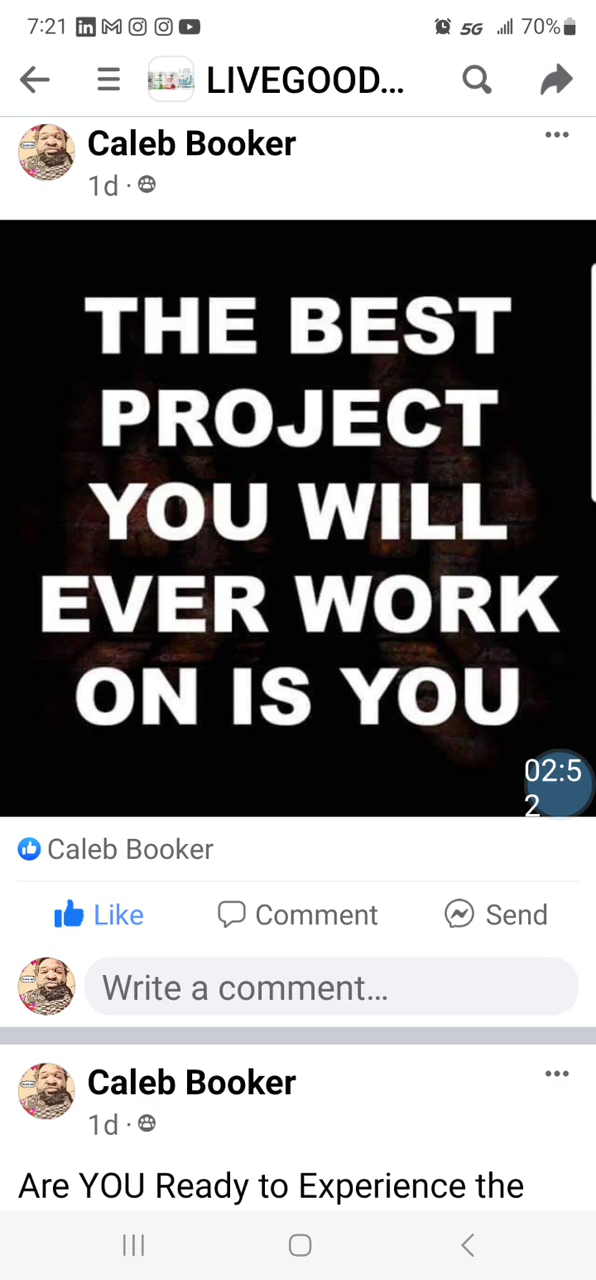 7:21 5G 70%
LIVEGOOD...
Caleb Booker
1d ·
THE BEST
PROJECT
YOU WILL
EVER WORK
ON IS YOU
02:5
2
Caleb Booker
Like Comment Send
Write a comment...
Caleb Booker
1d ·
Are YOU Ready to Experience the